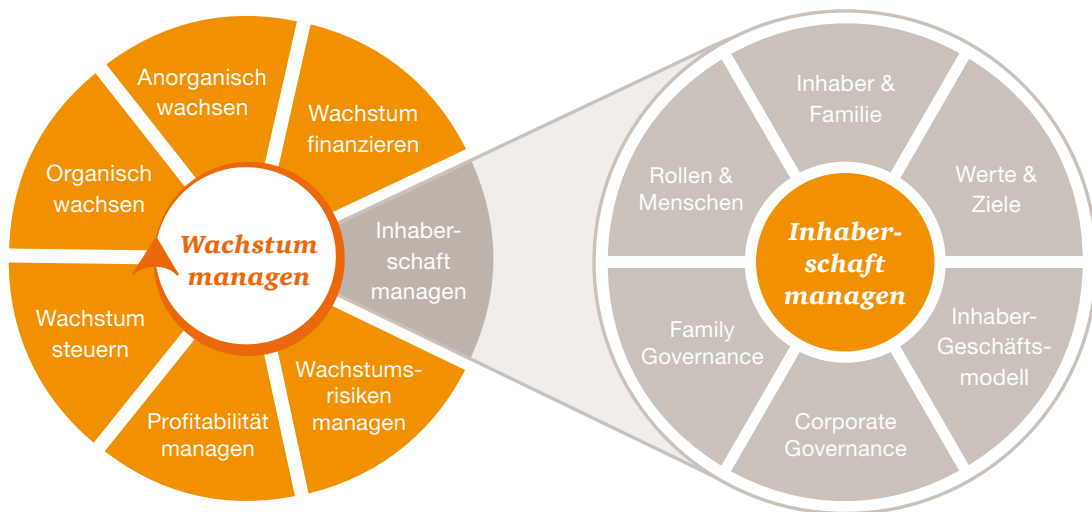 Anorganisch
wachsen
Wachstum
finanzieren
Organisch
wachsen
Wachstum
managen
Inhaber-
schaft
managen
Wachstum
steuern
Wachstums-
risiken
managen
Profitabilität
managen
Inhaber &
Familie
Rollen &
Menschen
Werte &
Ziele
Inhaber-
schaft
managen
Family
Governance
Inhaber-
Geschäfts-
modell
Corporate
Governance